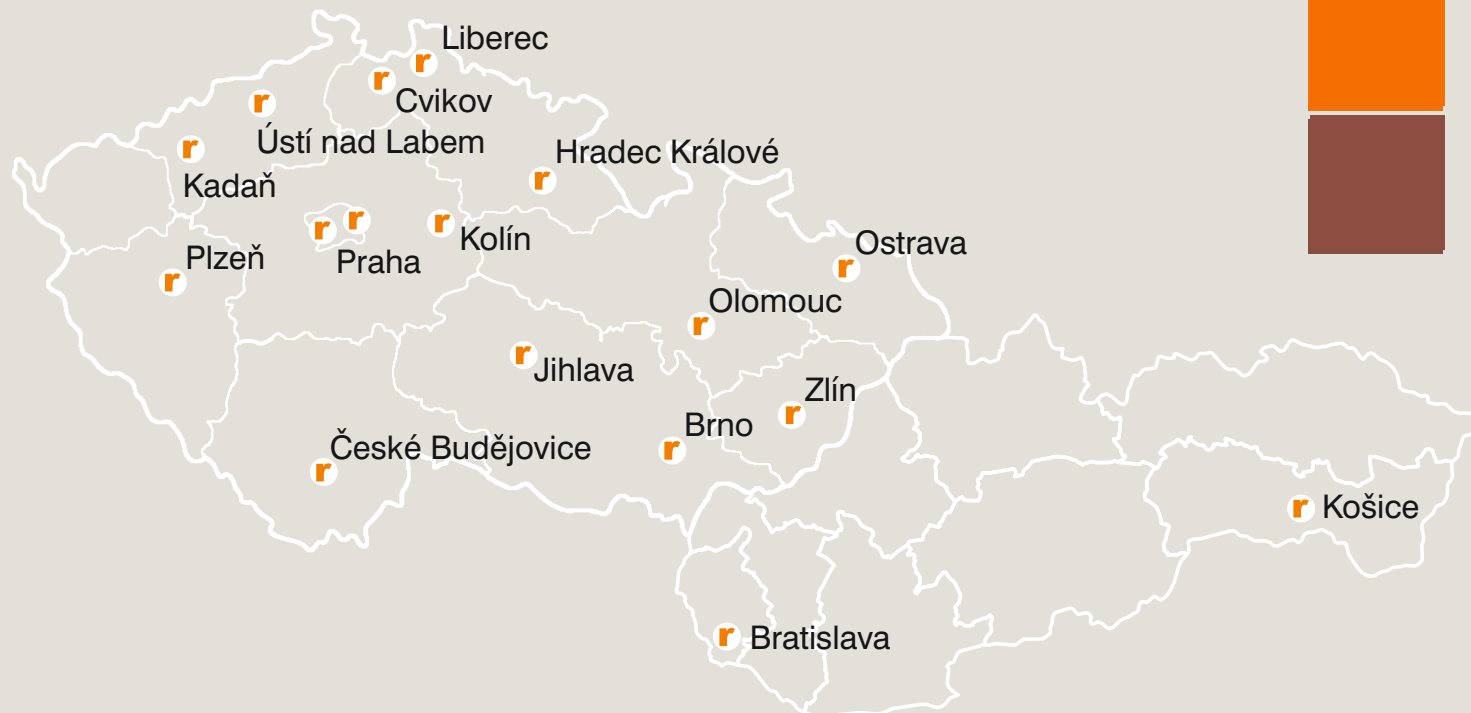 Liberec
r
r
Cvikov
r
Ústí nad Labem
r
Hradec Králové
Kadaň
r
r
r
r
Kolín
Ostrava
Plzeň
Praha
r
r
Olomouc
r
r
Jihlava
Zlín
r
Brno
České Budějovice
r
r
r
Košice
r
Bratislava